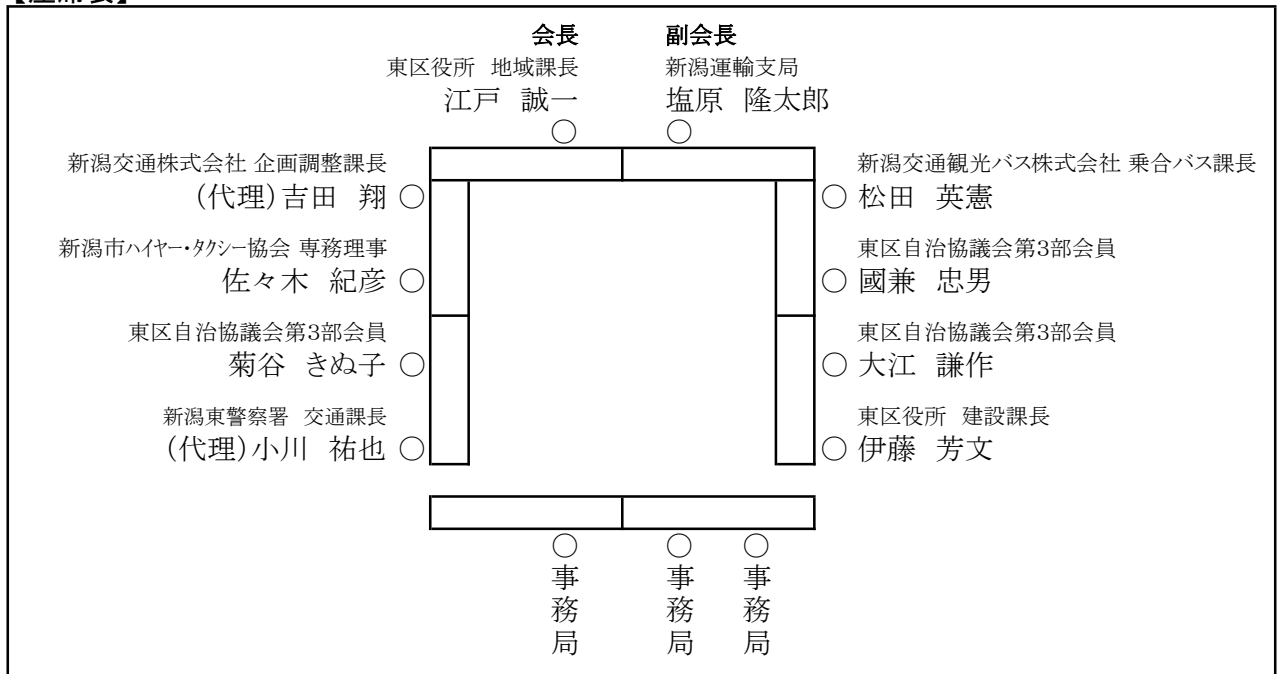 会長 副会長
東区役所 地域課長 新潟運輸支局
江戸 誠一 塩原 隆太郎
○ ○
新潟交通株式会社 企画調整課長
(代理)吉田 翔 ○
新潟市ハイヤー・タクシー協会 専務理事
佐々木 紀彦 ○
東区自治協議会第3部会員
菊谷 きぬ子 ○
新潟東警察署 交通課長
(代理)小川 祐也 ○
新潟交通観光バス株式会社 乗合バス課長
○ 松田 英憲
東区自治協議会第3部会員
○ 國兼 忠男
東区自治協議会第3部会員
○ 大江 謙作
東区役所 建設課長
○ 伊藤 芳文
○ ○ ○
事務局
事務局
事務局